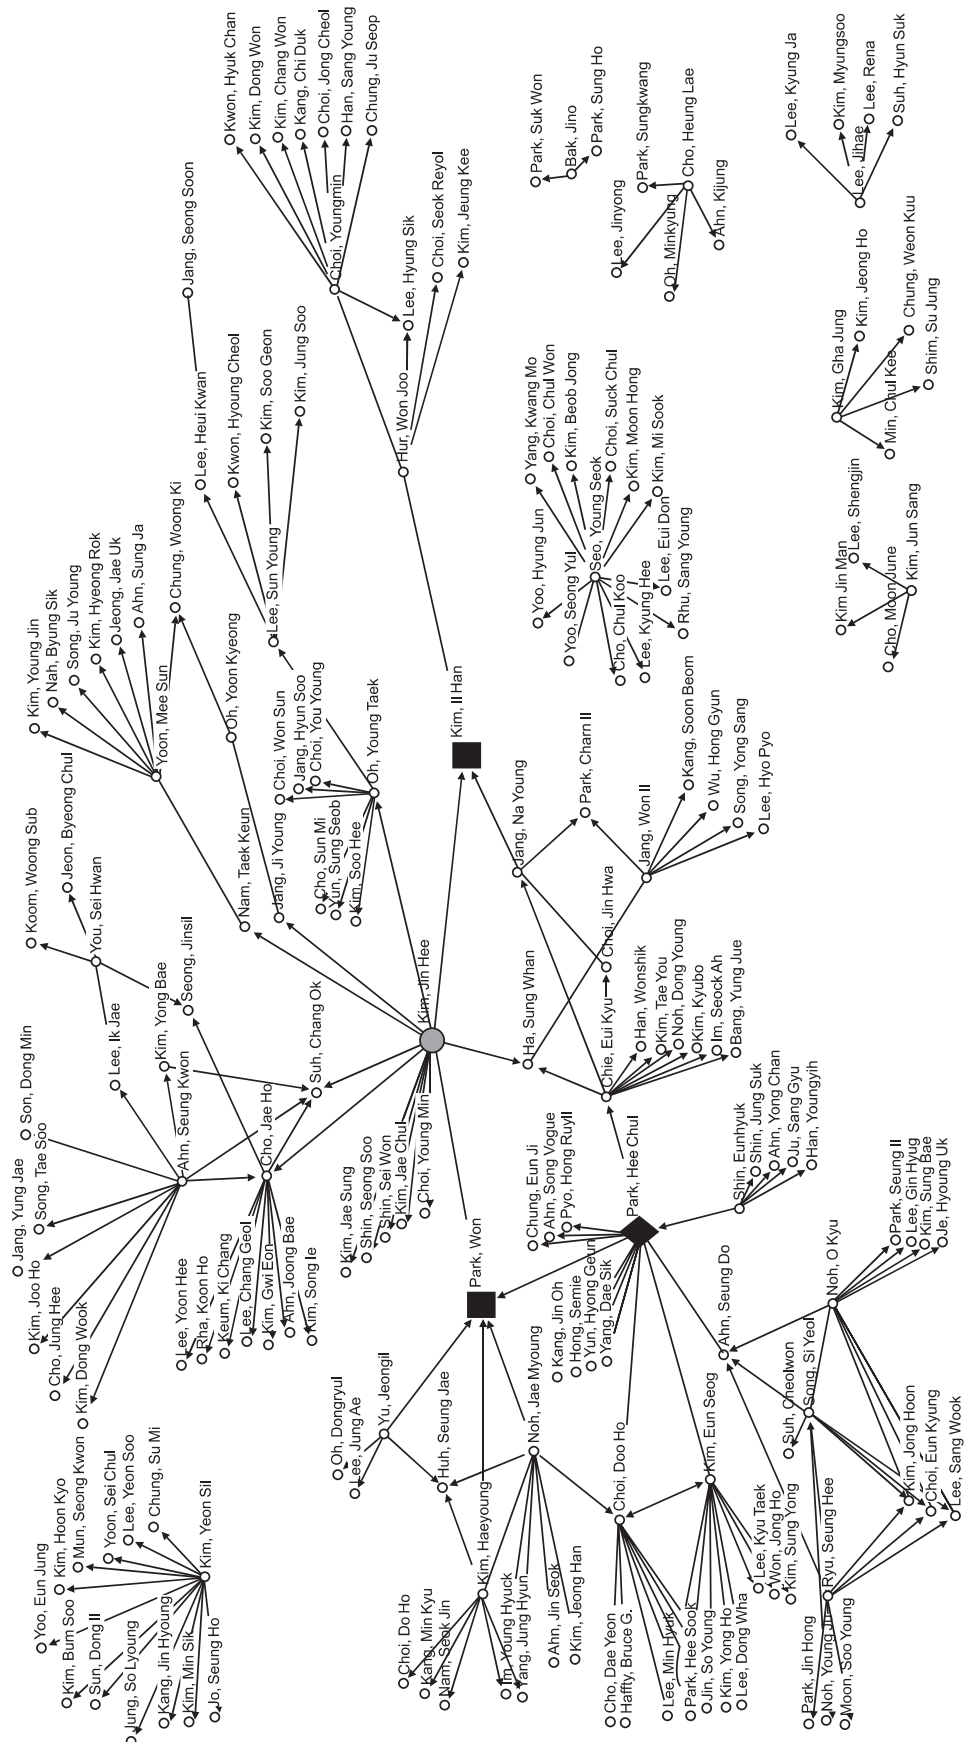 Kwon, Hyuk Chan
Kim, Dong Won
Kim, Chang Won
Kang, Chi Duk
Choi, Jong Cheol
Han, Sang Young
Chung, Ju Seop
Jang, Seong Soon
Choi, Youngmin
Lee, Hyung Sik
Choi, Seok Reyol
Kim, Jeung Kee
Hur, Won Joo
Park, Suk Won
Bak, Jino
Park, Sung Ho
Park, Sungkwang
Cho, Heung Lae
Lee, Jinyong
Oh, Minkyung
Ahn, Kijung
Lee, Kyung Ja
Kim, Myungsoo
Lee, Jihae
Lee, Rena
Suh, Hyun Suk
Lee, Heui Kwan
Kwon, Hyoung Cheol
Kim, Soo Geon
Kim, Jung Soo
Lee, Sun Young
Kim, Gha Jung
Kim, Jeong Ho
Min, Chul Kee
Chung, Weon Kuu
Shim, Su Jung
Yang, Kwang Mo
Choi, Chul Won
Kim, Beob Jong
Seo, Young Seok
Choi, Suck Chul
Kim, Moon Hong
Kim, Mi Sook
Yoo, Hyung Jun
Yoo, Seong Yul
Cho, Chul Koo
Lee, Kyung Hee
Lee, Eui Don
Rhu, Sang Young
Kim Jin Man
Lee, Shengjin
Cho, Moon June
Kim, Jun Sang
Kim, Young Jin
Nah, Byung Sik
Song, Ju Young
Kim, Hyeong Rok
Jeong, Jae Uk
Ahn, Sung Ja
Yoon, Mee Sun
Chung, Woong Ki
Oh, Yoon Kyeong
Choi, Won Sun
Jang, Hyun Soo
Choi, You Young
Oh, Young Taek
Kim, Il Han
Koom, Woong Sub
Jeon, Byeong Chul
You, Sei Hwan
Nam, Taek Keun
Jang, Ji Young
Cho, Sun Mi
Yun, Sung Seob
Kim, Soo Hee
Jang, Na Young
Park, Charn Il
Jang, Won Il
Kang, Soon Beom
Wu, Hong Gyun
Song, Yong Sang
Lee, Hyo Pyo
Lee, Ik Jae
Kim, Yong Bae
Seong, Jinsil
Suh, Chang Ok
Kim, Jin Hee
Ha, Sung Whan
Choi, Jin Hwa
Chie, Eui Kyu
Han, Wonshik
Kim, Tae You
Noh, Dong Young
Kim, Kyubo
Im, Seock Ah
Bang, Yung Jue
Son, Dong Min
Song, Tae Soo
Jang, Yung Jae
Ahn, Seung Kwon
Cho, Jae Ho
Kim, Joo Ho
Cho, Jung Hee
Kim, Dong Wook
Lee, Yoon Hee
Rha, Koon Ho
Keum, Ki Chang
Lee, Chang Geol
Kim, Gwi Eon
Ahn, Joong Bae
Kim, Song Ie
Kim, Jae Sung
Shin, Seong Soo
Shin, Sei Won
Kim, Jae Chul
Choi, Young Min
Park, Won
Chung, Eun Ji
Ahn, Song Vogue
Pyo, Hong Ryull
Park, Hee Chul
Kang, Jin Oh
Hong, Semie
Yun, Hyong Geun
Yang, Dae Sik
Shin, Eunhyuk
Shin, Jung Suk
Ahn, Yong Chan
Ju, Sang Gyu
Han, Youngyih
Ahn, Seung Do
Noh, O Kyu
Park, Seung Il
Lee, Gin Hyug
Kim, Sung Bae
Je, Hyoung Uk
Oh, Dongryul
Lee, Jung Ae
Yu, Jeongil
Huh, Seung Jae
Noh, Jae Myoung
Choi, Doo Ho
Kim, Eun Seog
Suh, Cheolwon
Song, Si Yeol
Kim, Jong Hoon
Choi, Eun Kyung
Lee, Sang Wook
Yoo, Eun Jung
Kim, Hoon Kyo
Mun, Seong Kwon
Yoon, Sei Chul
Lee, Yeon Soo
Chung, Su Mi
Kim, Yeon Sil
Kim, Bum Soo
Sun, Dong Il
Jung, So Lyoung
Kang, Jin Hyoung
Kim, Min Sik
Jo, Seung Ho
Kim, Haeyoung
Choi, Do Ho
Kang, Min Kyu
Nam, Seok Jin
Im, Young Hyuck
Yang, Jung Hyun
Ahn, Jin Seok
Kim, Jeong Han
Cho, Dae Yeon
Haffty, Bruce G.
Lee, Min Hyuk
Park, Hee Sook
Jin, So Young
Kim, Yong Ho
Lee, Dong Wha
Lee, Kyu Taek
Won, Jong Ho
Kim, Sung Yong
Ryu, Seung Hee
Park, Jin Hong
Noh, Young Jin
Moon, Soo Young